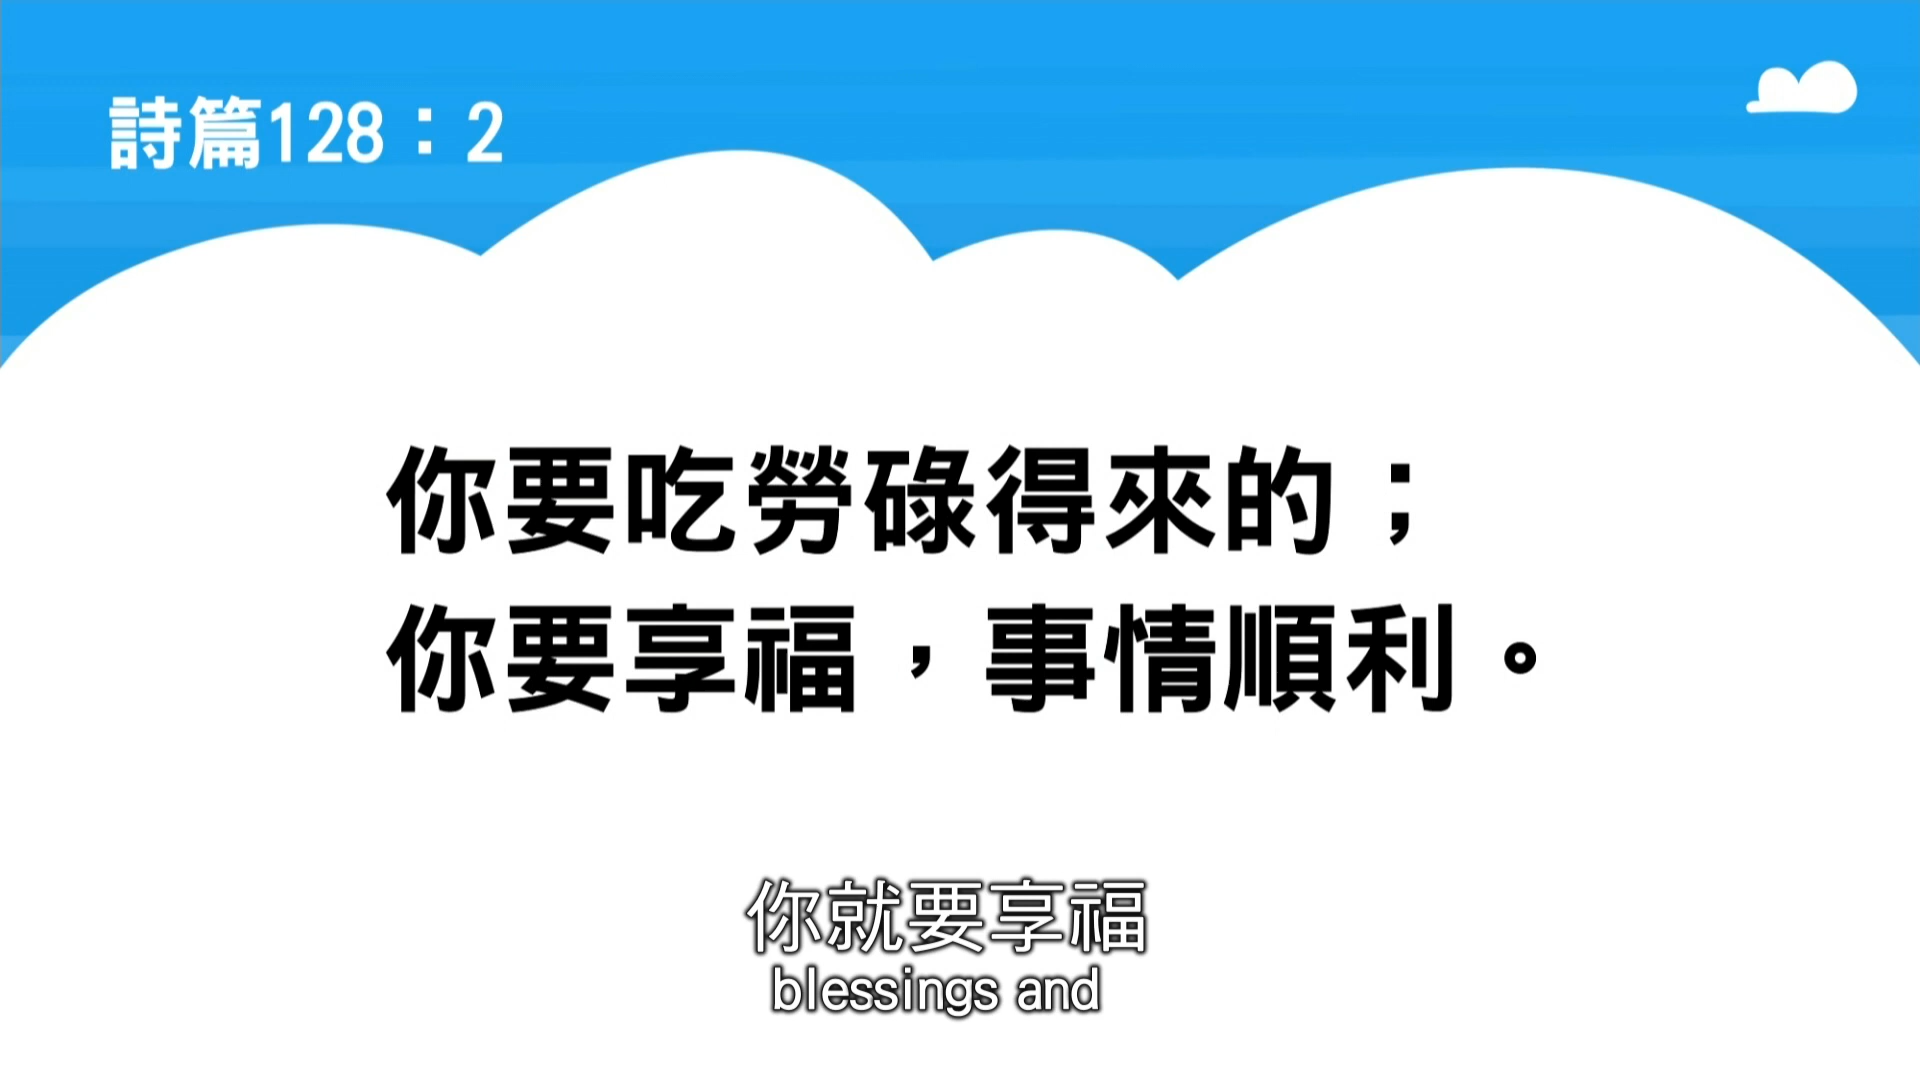 詩篇128：2
你要吃勞碌得來的；
你要享福，事情順利。
你就要享福
blessings and